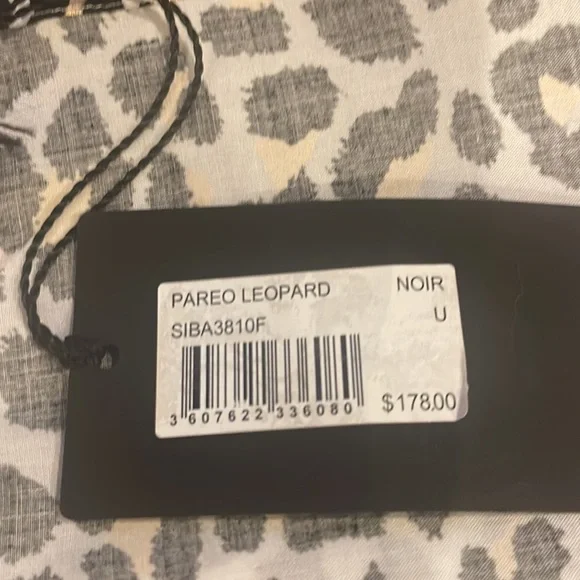 PAREO LEOPARD NOIR
SIBA3810F U
3 607622 336080 $178.00